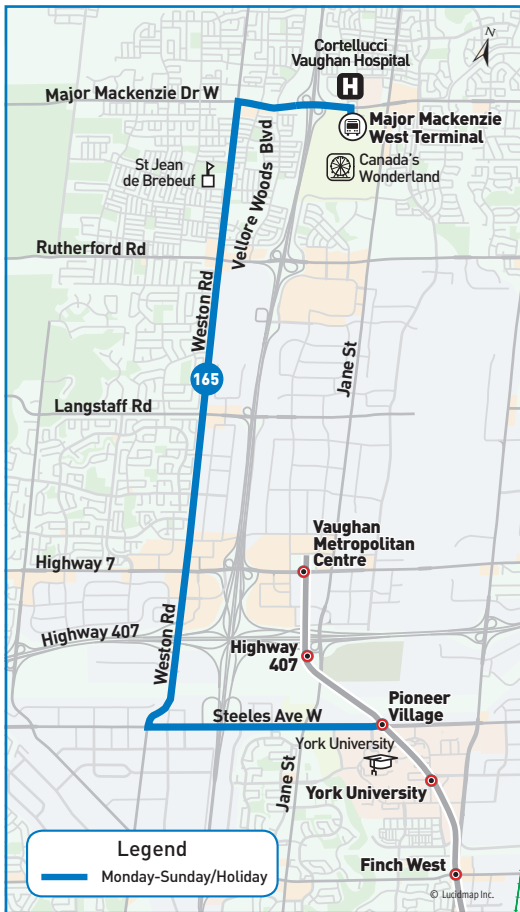 N
Cortellucci
Vaughan Hospital
H
Major Mackenzie Dr W
Major Mackenzie
West Terminal
St Jean
de Brebeuf
Vellore Woods Blvd
Canada's
Wonderland
Rutherford Rd
Weston Rd
Jane St
165
Langstaff Rd
Vaughan
Metropolitan
Centre
Highway 7
Highway 407
Weston Rd
Highway
407
Pioneer
Village
Steeles Ave W
York University
Jane St
York University
Finch West
Legend
Monday-Sunday/Holiday
© Lucidmap Inc.